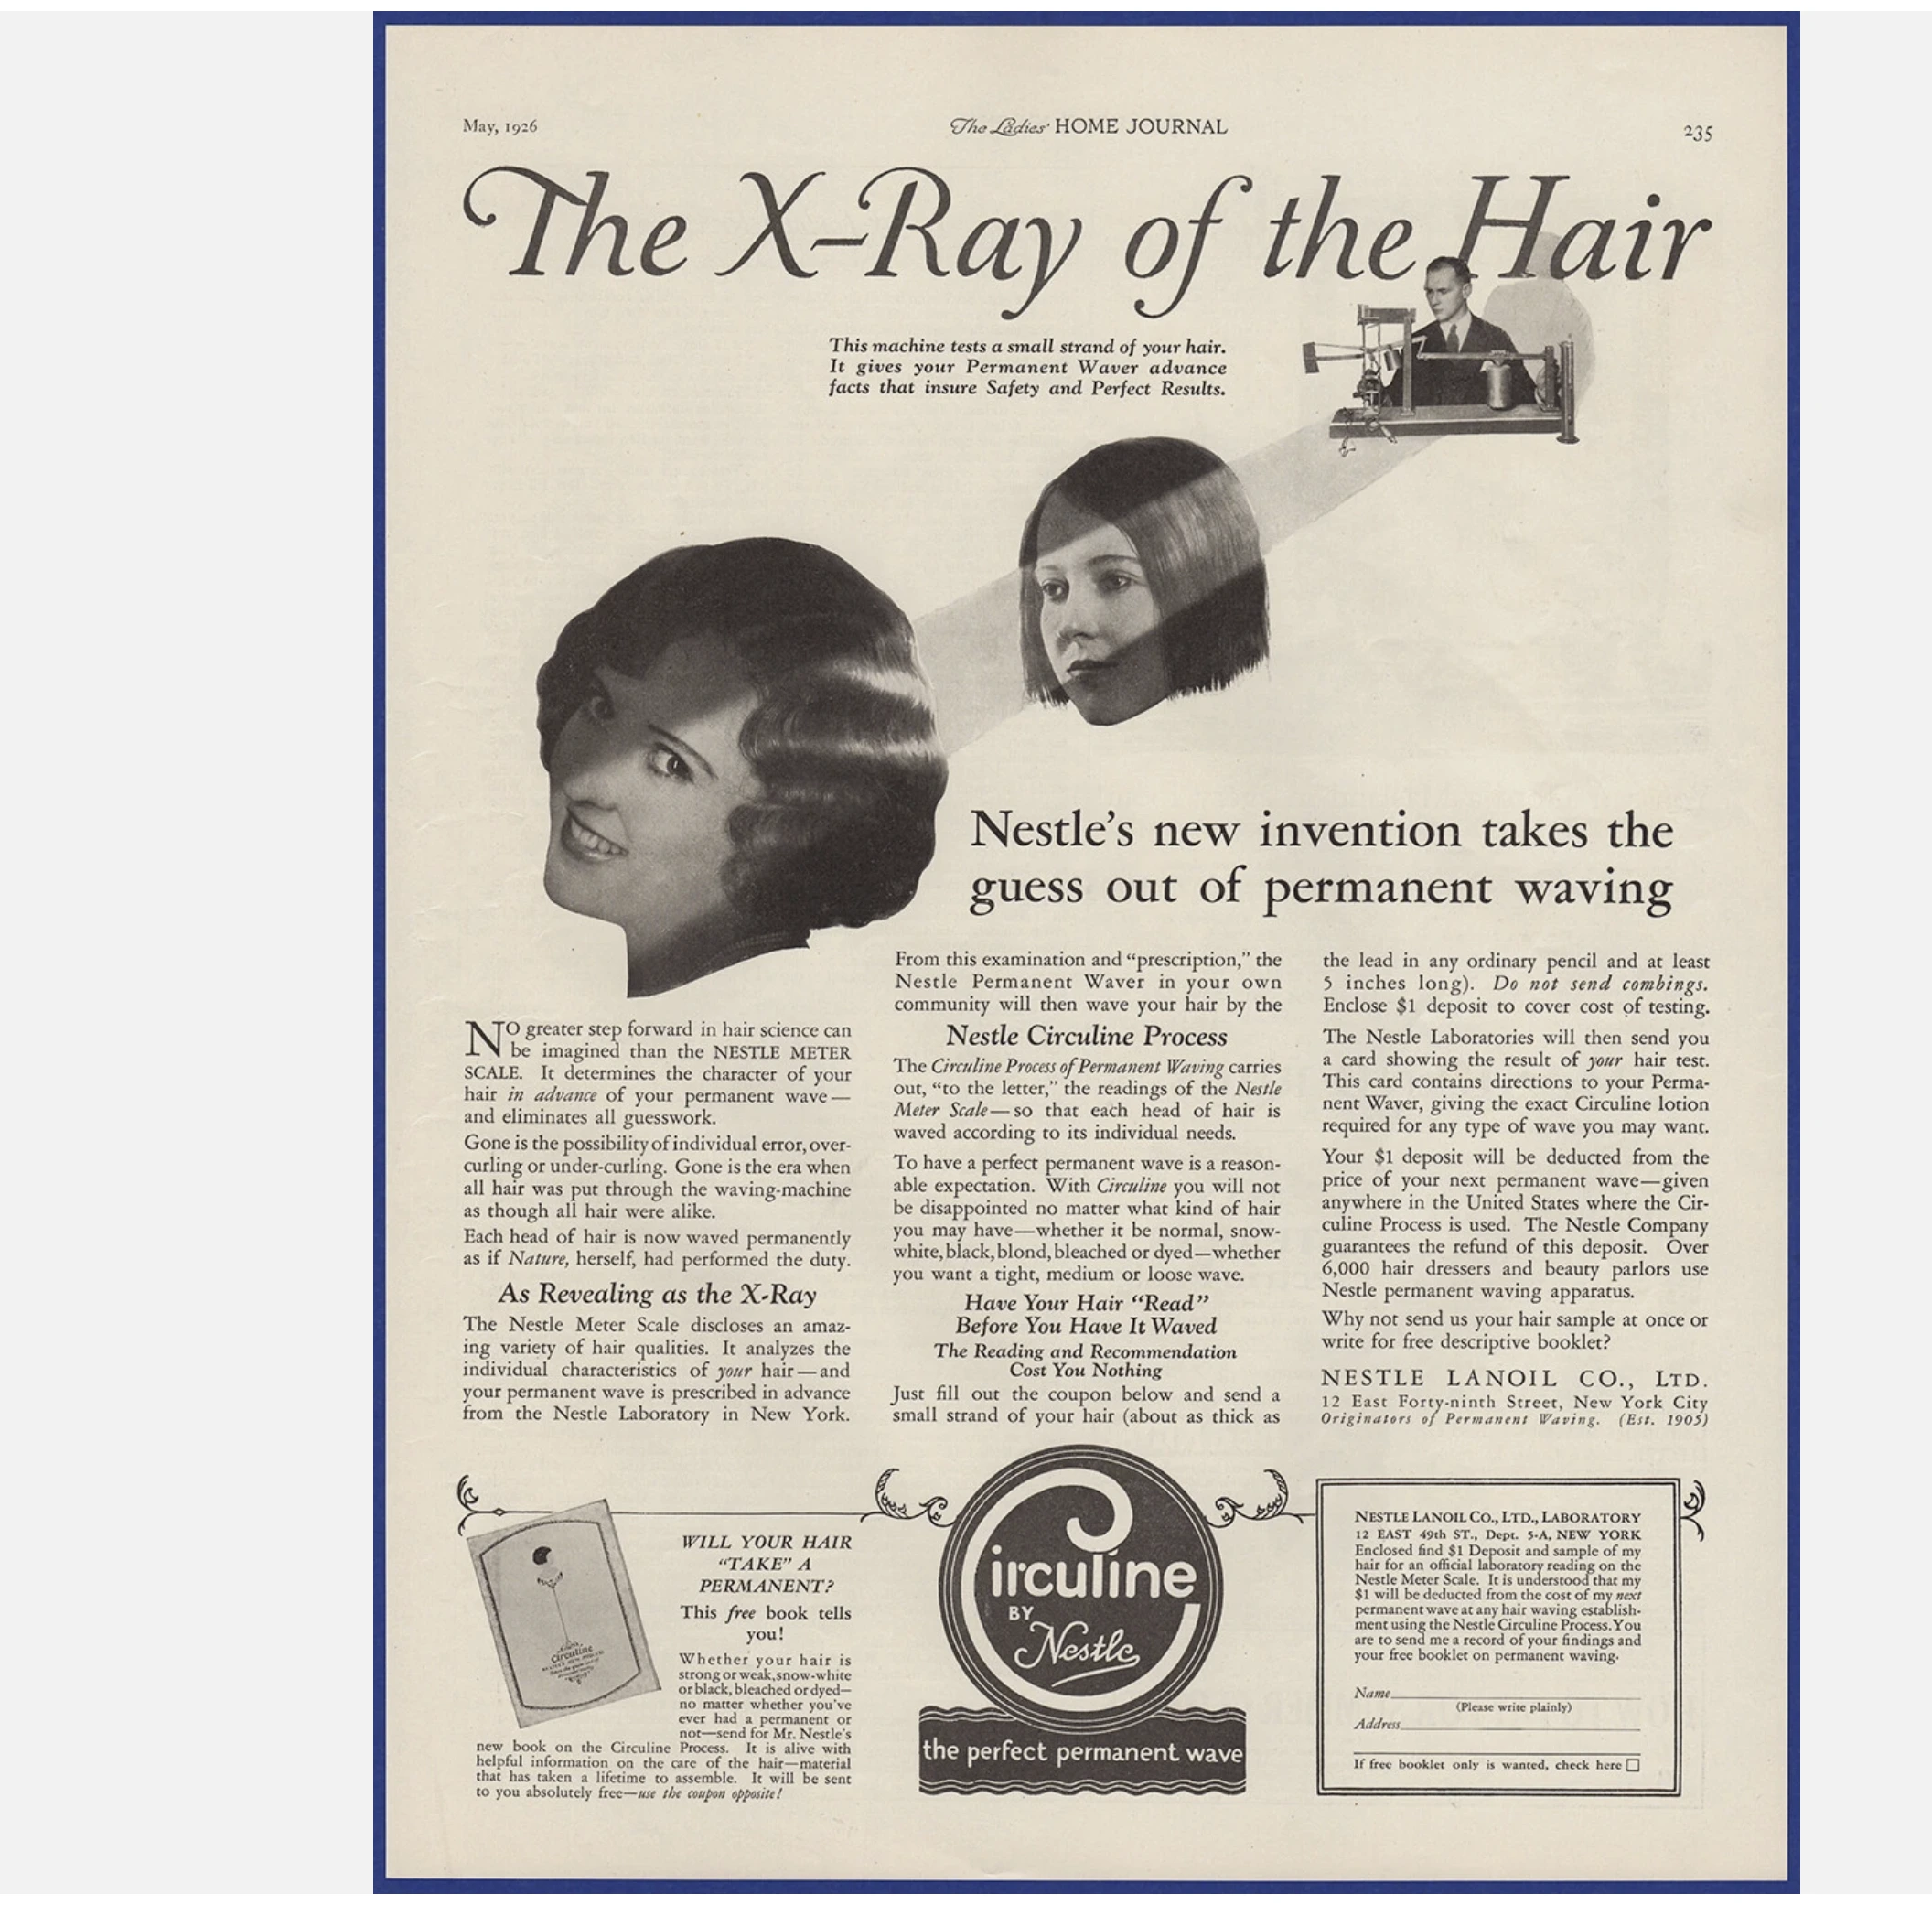 May, 1926
The Ladies' HOME JOURNAL
235
The X-Ray of the Hair
This machine tests a small strand of your hair.
It gives your Permanent Waver advance
facts that insure Safety and Perfect Results.
Nestle's new invention takes the
guess out of permanent waving
NO greater step forward in hair science can
be imagined than the NESTLE METER
SCALE. It determines the character of your
hair in advance of your permanent wave—
and eliminates all guesswork.
Gone is the possibility of individual error, over-
curling or under-curling. Gone is the era when
all hair was put through the waving-machine
as though all hair were alike.
Each head of hair is now waved permanently
as if Nature, herself, had performed the duty.
As Revealing as the X-Ray
The Nestle Meter Scale discloses an amaz-
ing variety of hair qualities. It analyzes the
individual characteristics of your hair—and
your permanent wave is prescribed in advance
from the Nestle Laboratory in New York.
From this examination and "prescription," the
Nestle Permanent Waver in your own
community will then wave your hair by the
Nestle Circuline Process
The Circuline Process of Permanent Waving carries
out, "to the letter," the readings of the Nestle
Meter Scale—so that each head of hair is
waved according to its individual needs.
To have a perfect permanent wave is a reason-
able expectation. With Circuline you will not
be disappointed no matter what kind of hair
you may have—whether it be normal, snow-
white, black, blond, bleached or dyed—whether
you want a tight, medium or loose wave.
Have Your Hair "Read"
Before You Have It Waved
The Reading and Recommendation
Cost You Nothing
Just fill out the coupon below and send a
small strand of your hair (about as thick as
the lead in any ordinary pencil and at least
5 inches long). Do not send combings.
Enclose $1 deposit to cover cost of testing.
The Nestle Laboratories will then send you
a card showing the result of your hair test.
This card contains directions to your Perma-
nent Waver, giving the exact Circuline lotion
required for any type of wave you may want.
Your $1 deposit will be deducted from the
price of your next permanent wave—given
anywhere in the United States where the Cir-
culine Process is used. The Nestle Company
guarantees the refund of this deposit. Over
6,000 hair dressers and beauty parlors use
Nestle permanent waving apparatus.
Why not send us your hair sample at once or
write for free descriptive booklet?
NESTLE LANOIL CO., LTD.
12 East Forty-ninth Street, New York City
Originators of Permanent Waving. (Est. 1905)
Circuline
WILL YOUR HAIR
"TAKE" A
PERMANENT?
This free book tells
you!
Whether your hair is
strong or weak, snow-white
or black, bleached or dyed—
no matter whether you've
ever had a permanent or
not—send for Mr. Nestle's
new book on the Circuline Process. It is alive with
helpful information on the care of the hair—material
that has taken a lifetime to assemble. It will be sent
to you absolutely free—use the coupon opposite!
Circuline
BY
Nestle
the perfect permanent wave
NESTLE LANOIL CO., LTD., LABORATORY
12 EAST 49th ST., Dept. 5-A, NEW YORK
Enclosed find $1 Deposit and sample of my
hair for an official laboratory reading on the
Nestle Meter Scale. It is understood that my
$1 will be deducted from the cost of my next
permanent wave at any hair waving establish-
ment using the Nestle Circuline Process. You
are to send me a record of your findings and
your free booklet on permanent waving.
Name
(Please write plainly)
Address
If free booklet only is wanted, check here